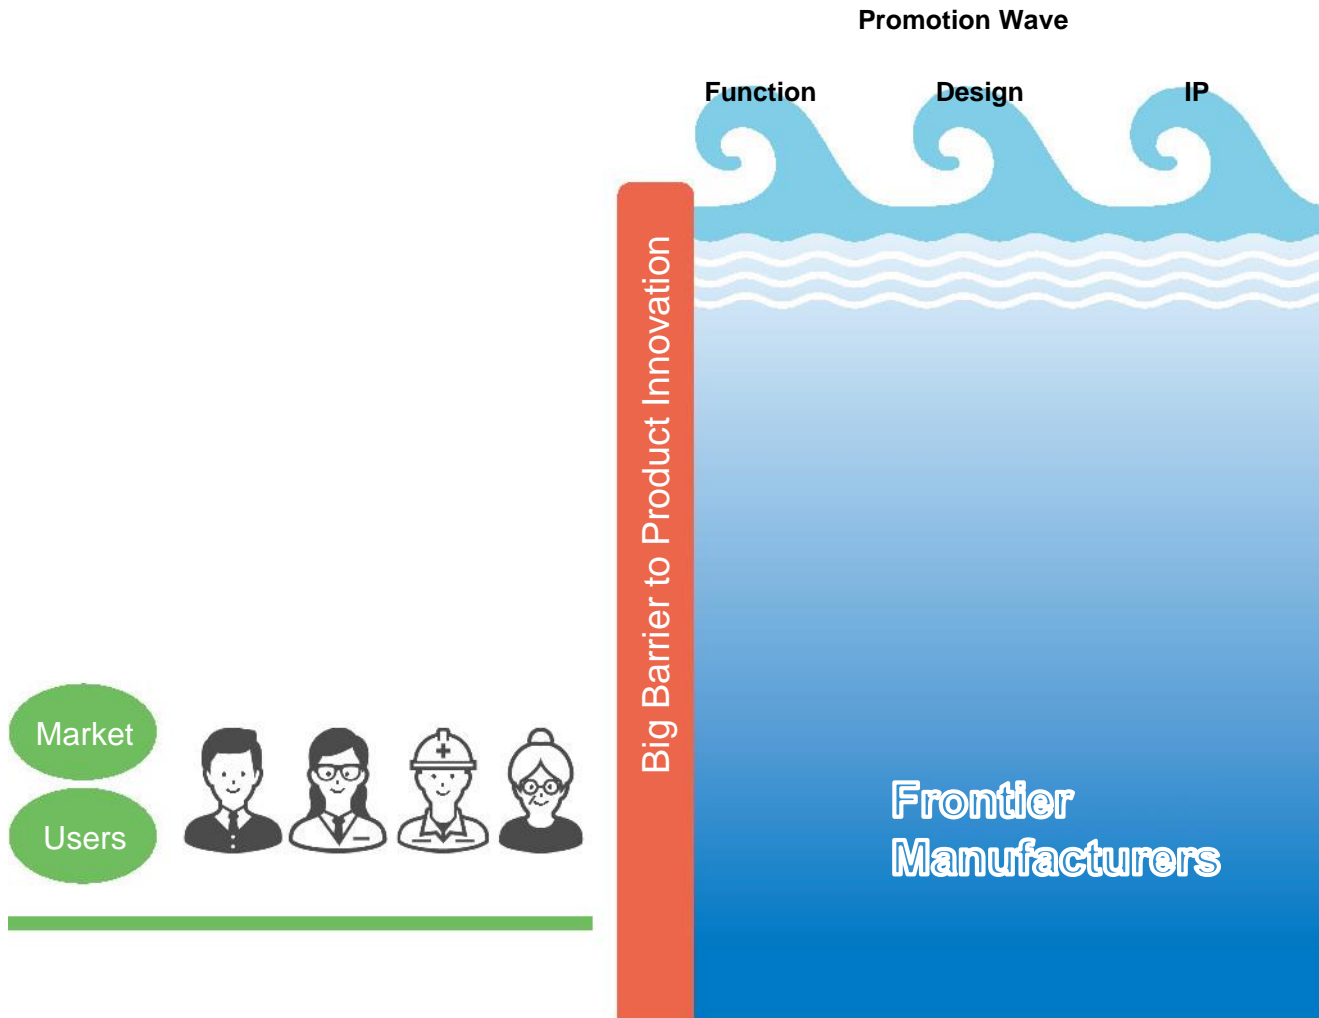 Promotion Wave
Function Design IP
Big Barrier to Product Innovation
Market
Users
Frontier
Manufacturers